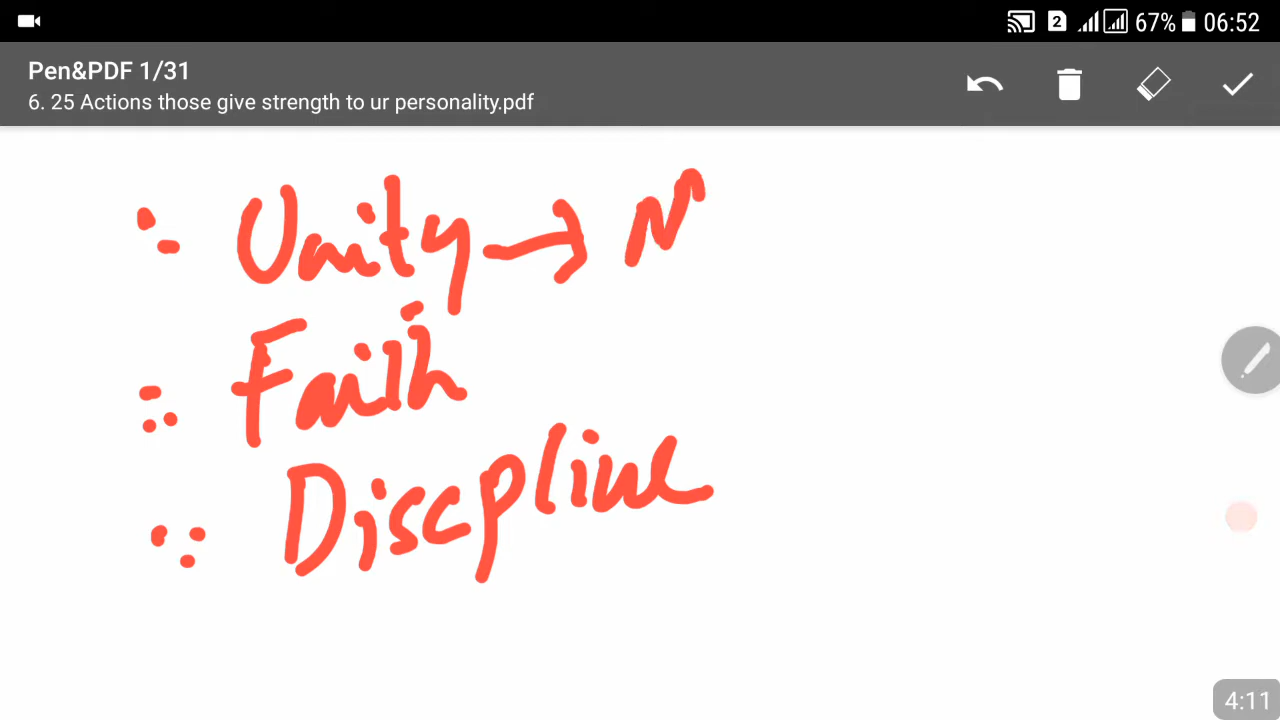 2 67% 06:52
Pen&PDF 1/31
6. 25 Actions those give strength to ur personality.pdf
Unity → N
Faith
Discpline
4:11